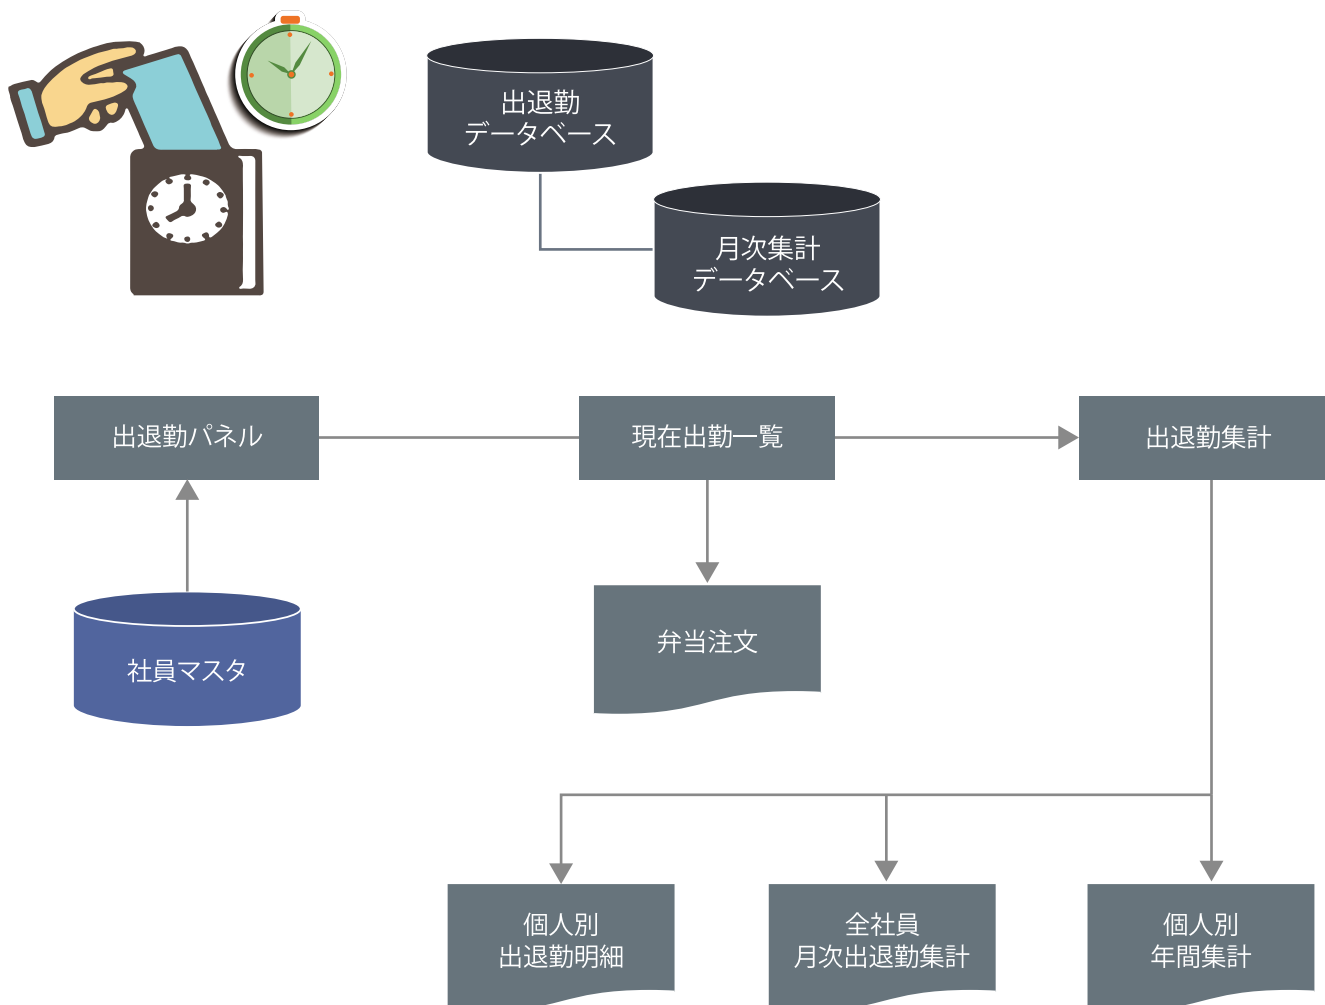 出退勤
データベース
月次集計
データベース
出退勤パネル
現在出勤一覧
出退勤集計
社員マスタ
弁当注文
個人別
出退勤明細
全社員
月次出退勤集計
個人別
年間集計